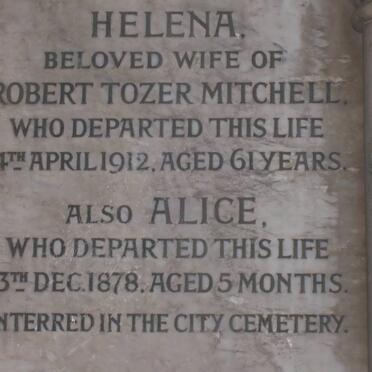 HELENA.
BELOVED WIFE OF
ROBERT TOZER MITCHELL.
WHO DEPARTED THIS LIFE
4TH APRIL 1912. AGED 61 YEARS.
ALSO ALICE,
WHO DEPARTED THIS LIFE
3TH DEC. 1878. AGED 5 MONTHS.
NTERRED IN THE CITY CEMETERY.